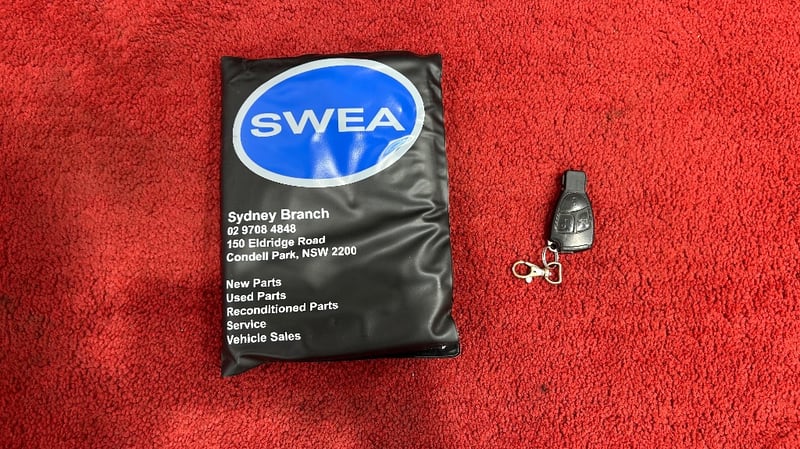 SWEA
Sydney Branch
02 9708 4848
150 Eldridge Road
Condell Park, NSW 2200
New Parts
Used Parts
Reconditioned Parts
Service
Vehicle Sales